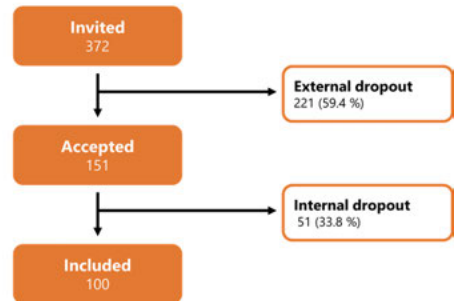 Invited
372
External dropout
221 (59.4 %)
Accepted
151
Internal dropout
51 (33.8 %)
Included
100